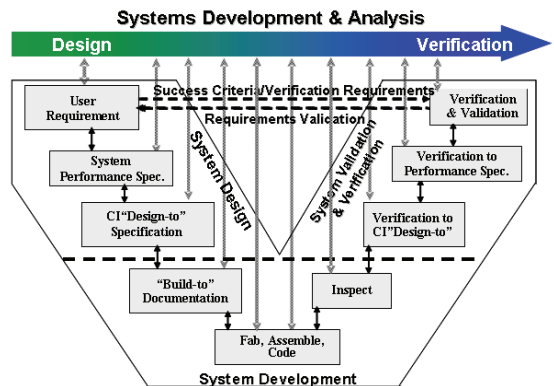 Systems Development & Analysis
Design
Verification
Success Criteria/Verification Requirements
Requirements Validation
User
Requirement
Verification
& Validation
System
Performance Spec.
Verification to
Performance Spec.
System Design
System Validation
& Verification
CI"Design-to"
Specification
Verification to
CI"Design-to"
"Build-to"
Documentation
Inspect
Fab, Assemble,
Code
System Development